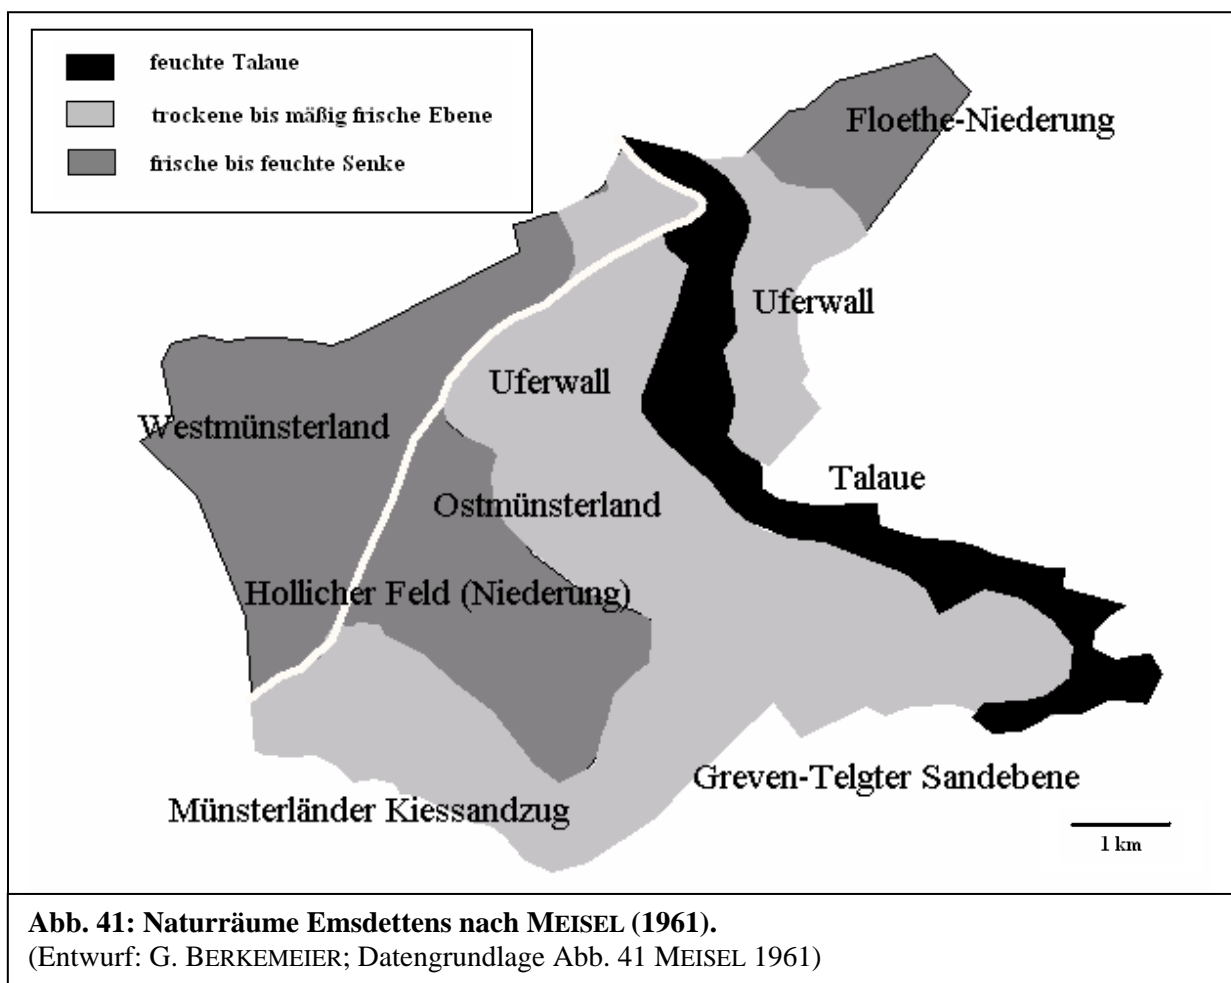 feuchte Talaue
trockene bis mäßig frische Ebene
frische bis feuchte Senke
Floethe-Niederung
Uferwall
Uferwall
Westmünsterland
Talaue
Ostmünsterland
Hollicher Feld (Niederung)
Greven-Telgter Sandebene
Münsterländer Kiessandzug
1 km
Abb. 41: Naturräume Emsdettens nach MEISEL (1961).
(Entwurf: G. BERKEMEIER; Datengrundlage Abb. 41 MEISEL 1961)